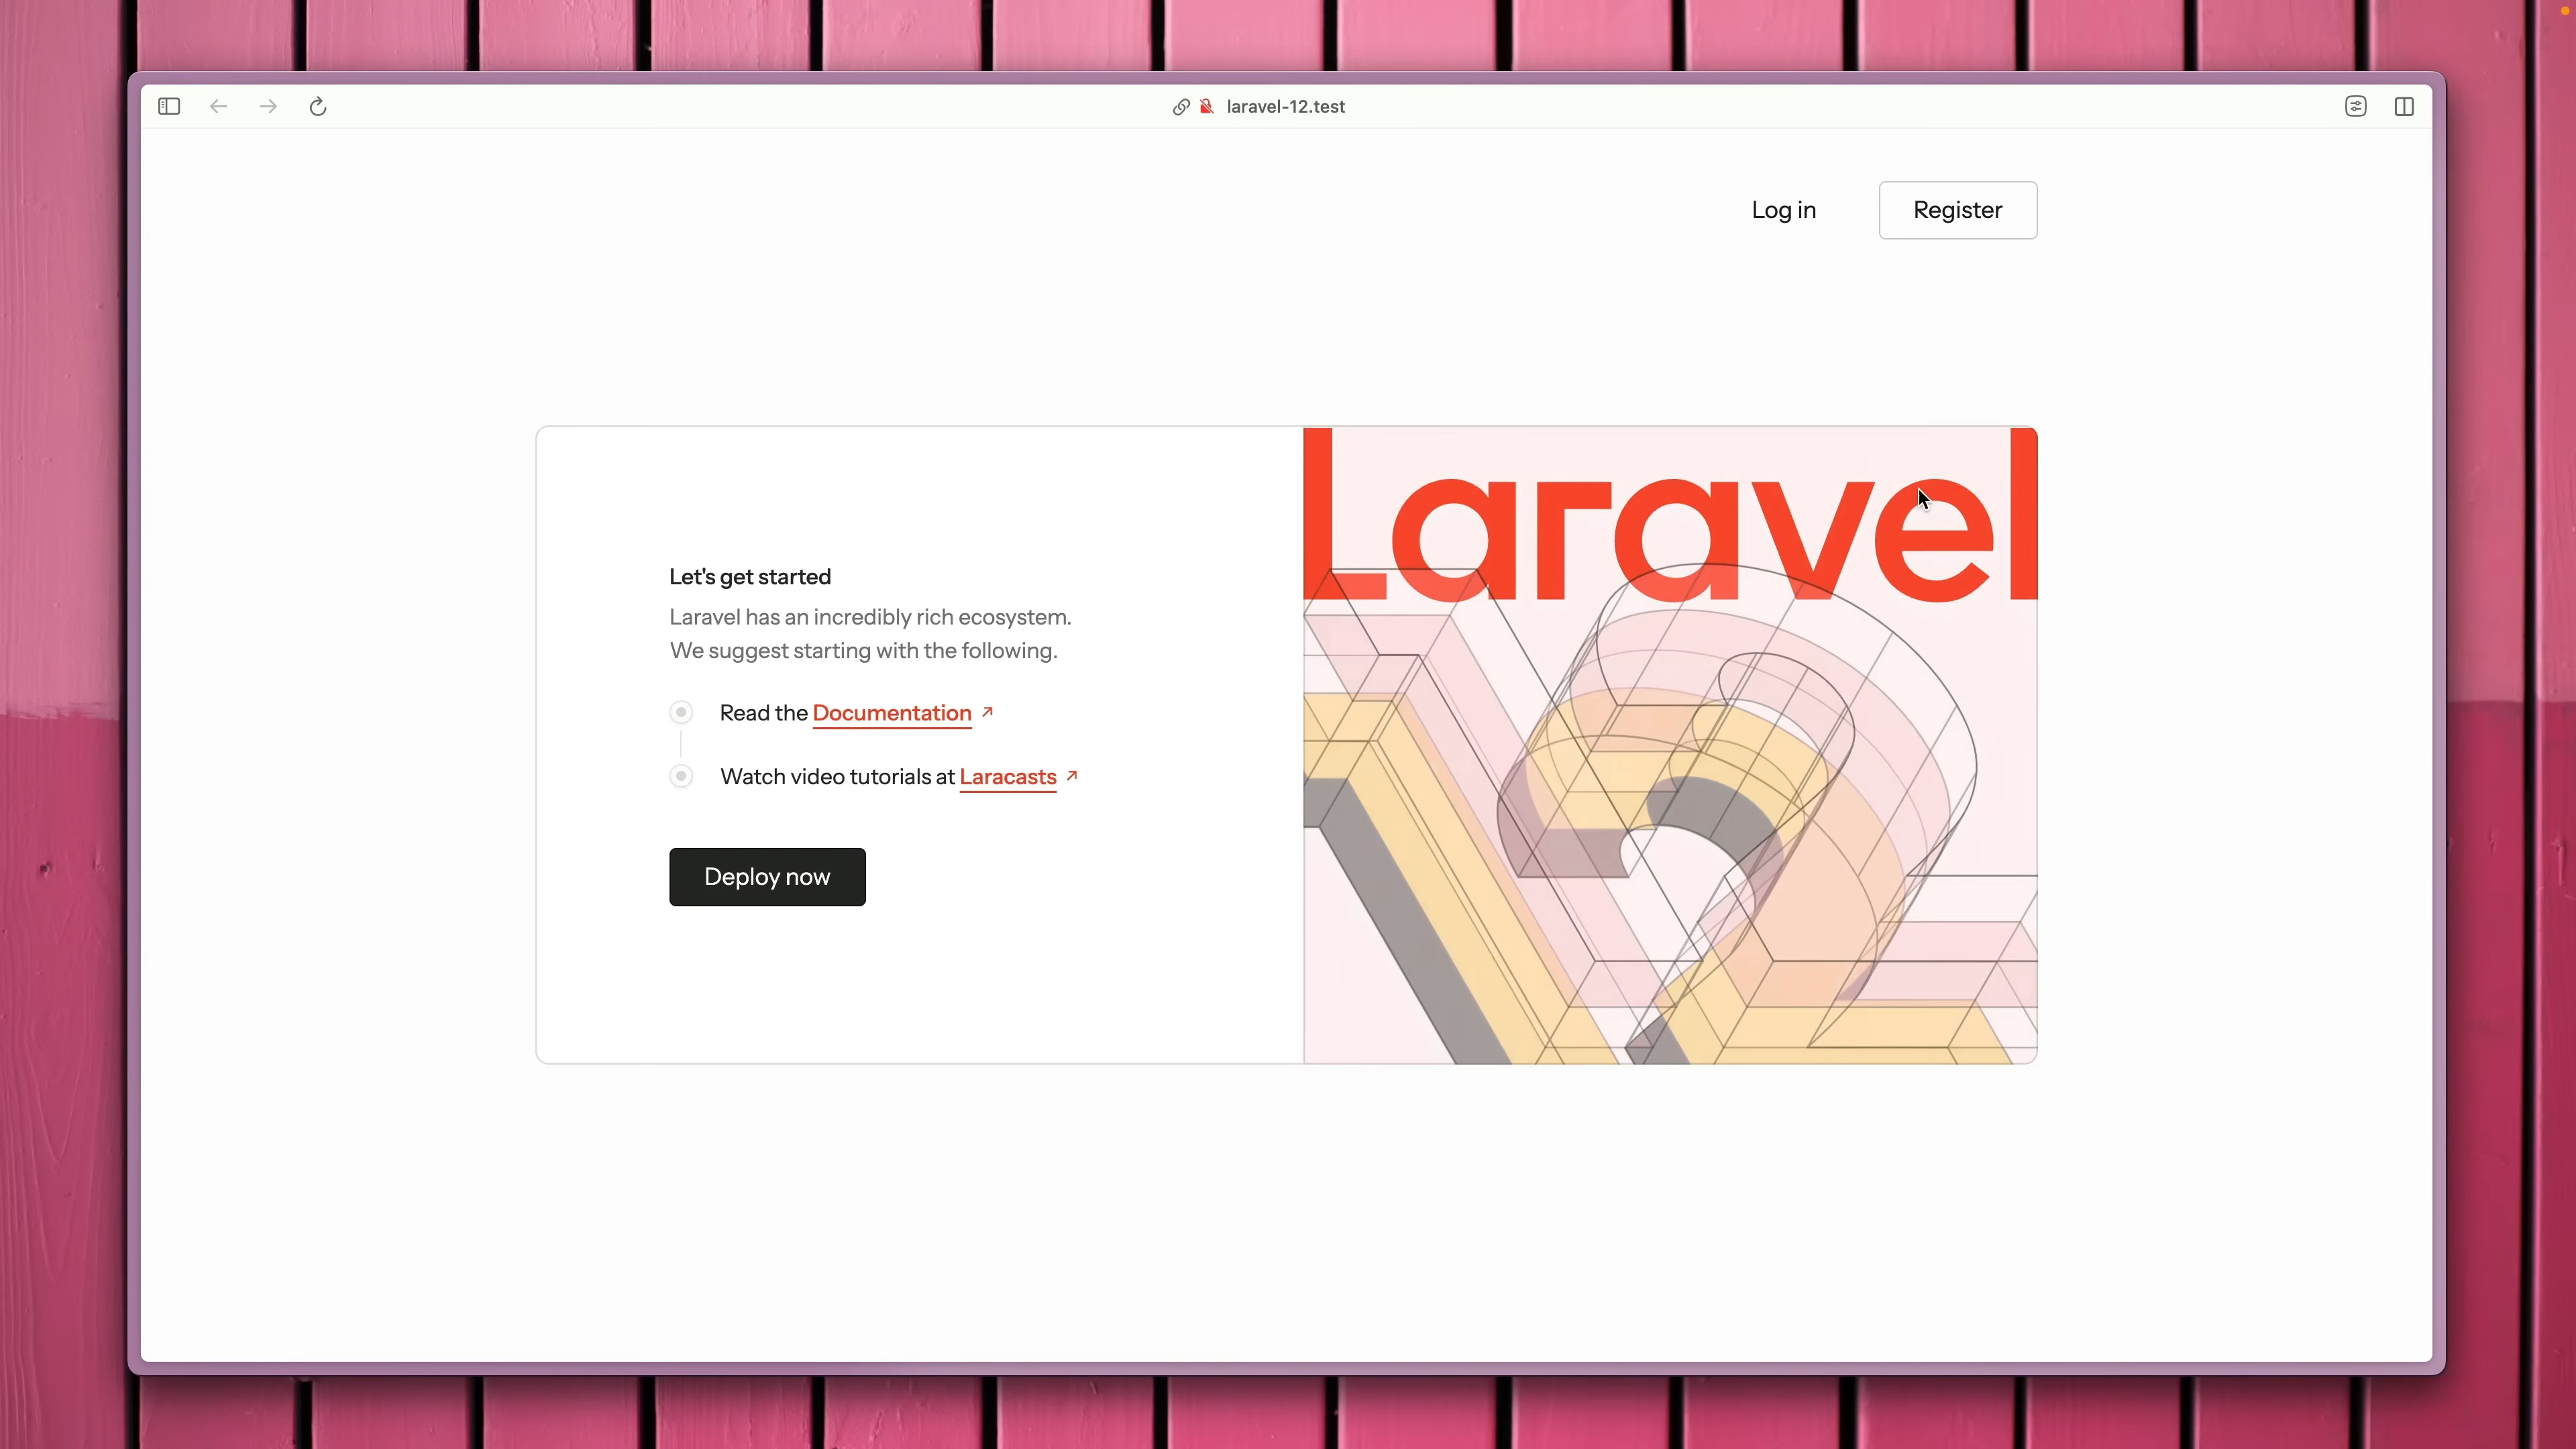 laravel-12.test
Log in
Register
Laravel
Let's get started
Laravel has an incredibly rich ecosystem.
We suggest starting with the following.
Read the Documentation
Watch video tutorials at Laracasts
Deploy now
12